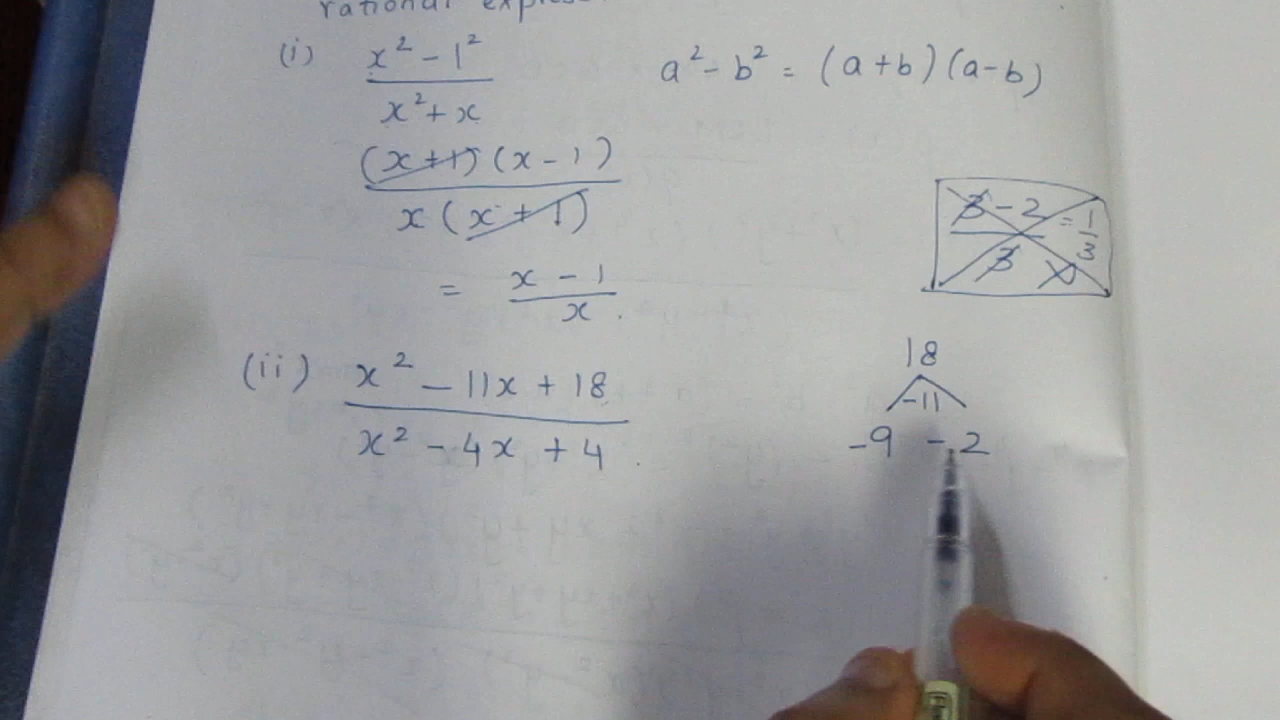 rational
(i) x² - 1² / x² + x
a² - b² = (a + b) (a - b)
(x + 1) (x - 1) / x (x + 1)
= x - 1 / x .
3 - 2 / 3 = 1 / 3
(ii) x² - 11x + 18 / x² - 4x + 4 .
18
-11
-9 -2